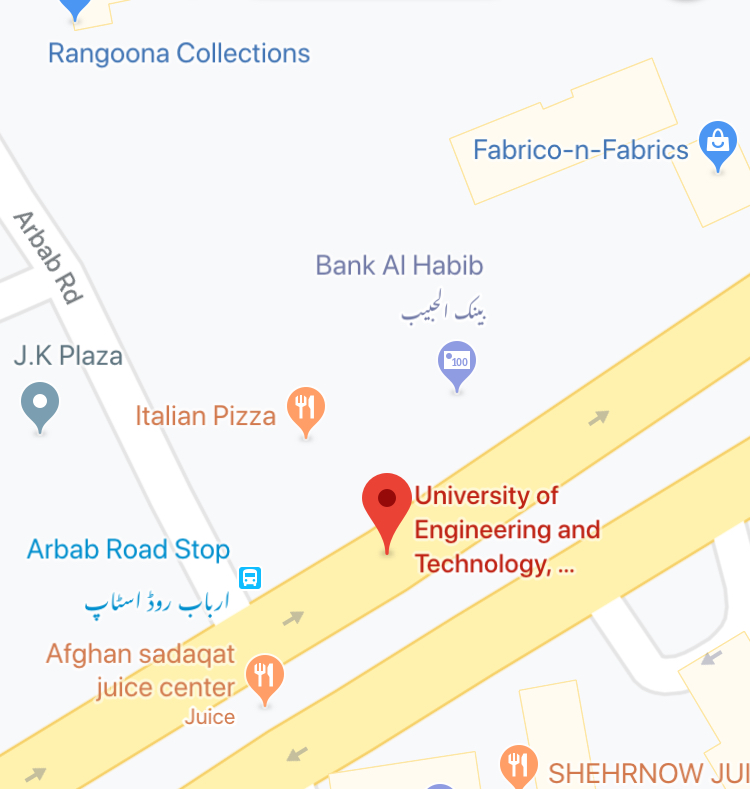 Rangoona Collections
Fabrico-n-Fabrics
Arbab Rd
Bank Al Habib
بینک الحبیب
100
J.K Plaza
Italian Pizza
University of
Engineering and
Technology, ...
Arbab Road Stop
ارباب روڈ اسٹاپ
Afghan sadaqat
juice center
Juice
SHEHRNOW JUI